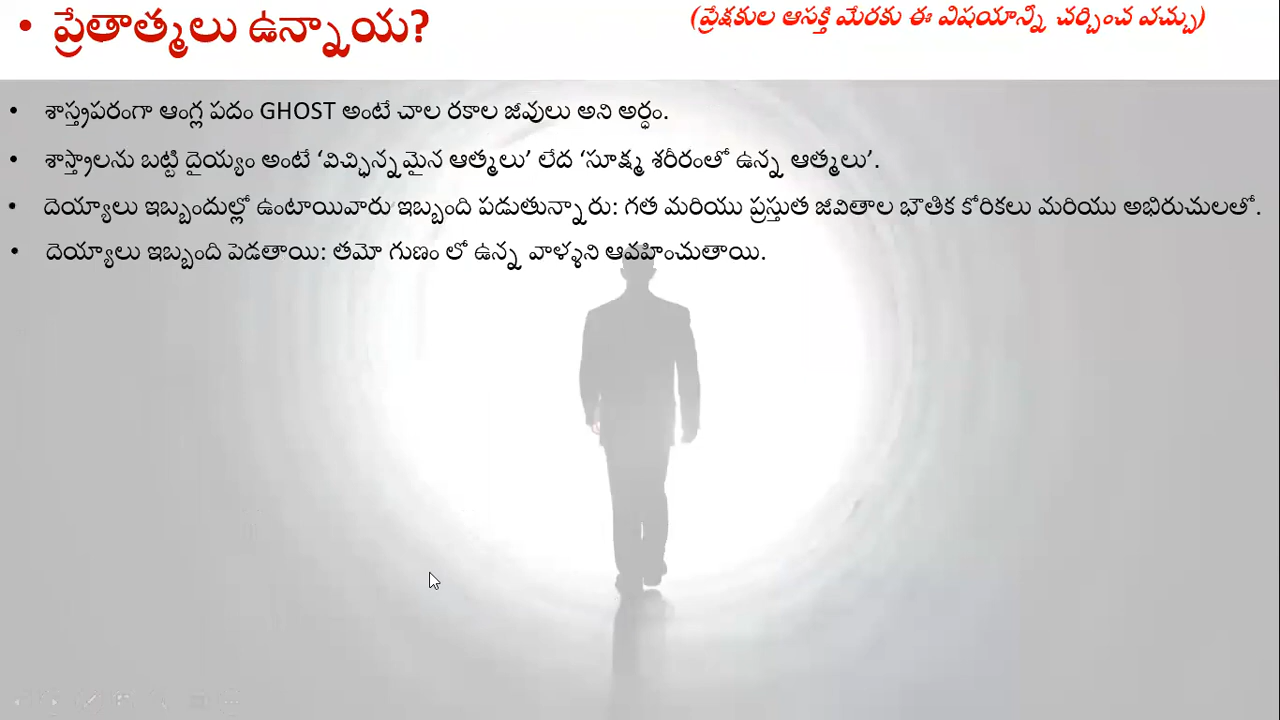 • ప్రేతాత్మలు ఉన్నాయ?
(ప్రేక్షకుల ఆసక్తి మేరకు ఈ విషయాన్ని చర్చించ వచ్చు)
• శాస్త్రపరంగా ఆంగ్ల పదం GHOST అంటే చాల రకాల జీవులు అని అర్ధం.
• శాస్త్రాలను బట్టి దైయ్యం అంటే ‘విచ్ఛిన్నమైన ఆత్మలు’ లేద ‘సూక్ష్మ శరీరంతో ఉన్న ఆత్మలు’.
• దెయ్యాలు ఇబ్బందుల్లో ఉంటాయివారు ఇబ్బంది పడుతున్నారు: గత మరియు ప్రస్తుత జీవితాల భౌతిక కోరికలు మరియు అభిరుచులలతో.
• దెయ్యాలు ఇబ్బంది పెడతాయి: తమో గుణం లో ఉన్న వాళ్ళని ఆవహించుతాయి.